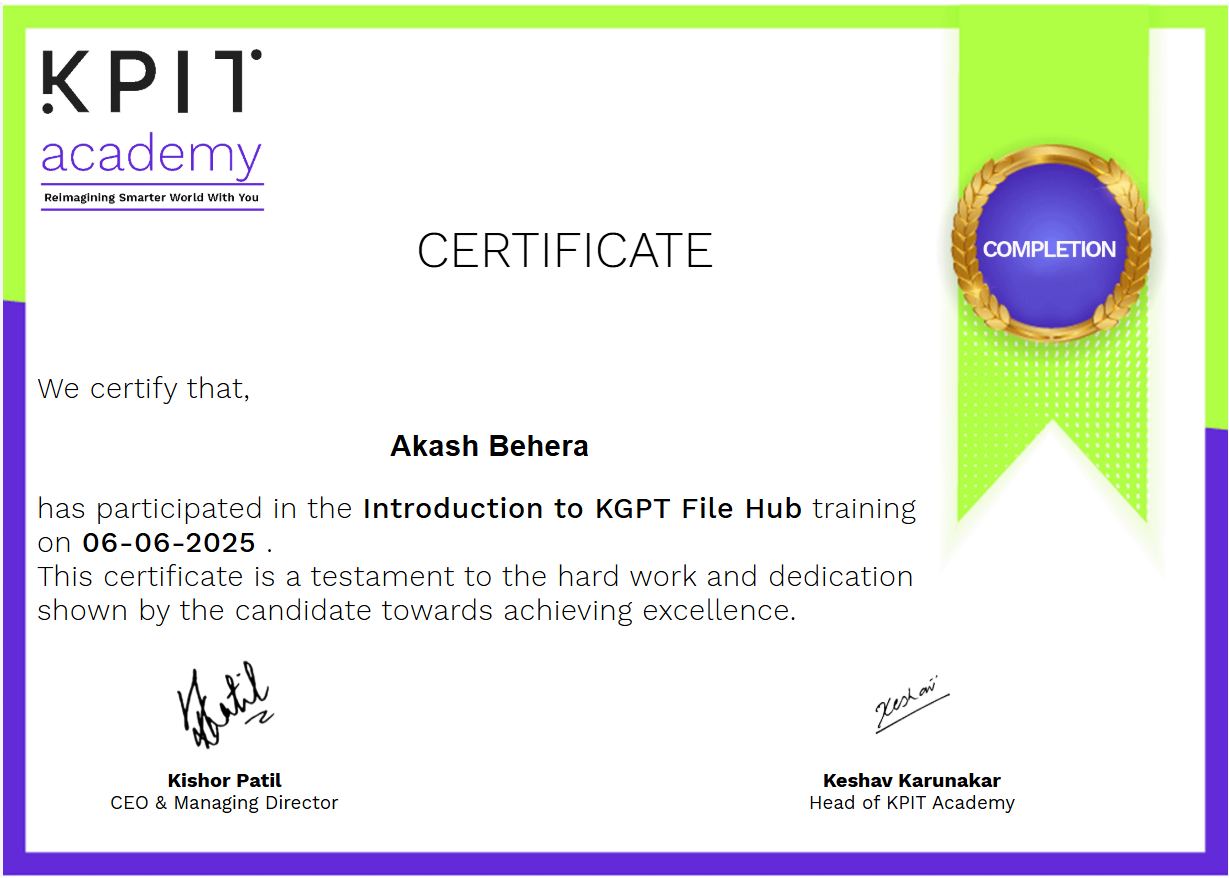 KPIT
academy
Reimagining Smarter World With You
CERTIFICATE
COMPLETION
We certify that,
Akash Behera
has participated in the Introduction to KGPT File Hub training
on 06-06-2025 .
This certificate is a testament to the hard work and dedication
shown by the candidate towards achieving excellence.
KPatil
Keshav
Kishor Patil
CEO & Managing Director
Keshav Karunakar
Head of KPIT Academy